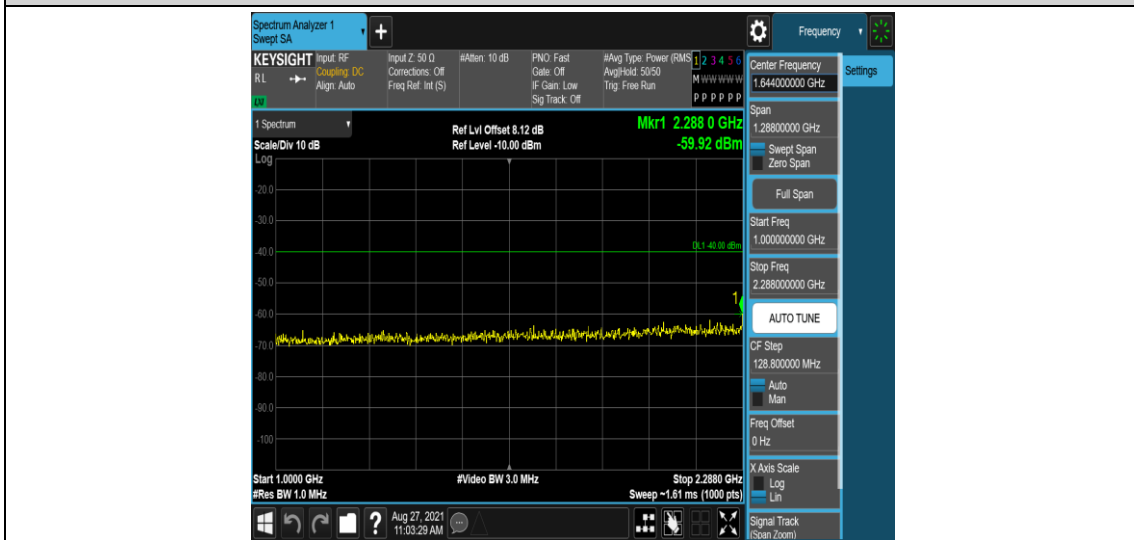 Spectrum Analyzer 1
Swept SA
+
Frequency
KEYSIGHT
RL
LXI
Input: RF
Coupling: DC
Align: Auto
Input Z: 50 Ω
Corrections: Off
Freq Ref: Int (S)
#Atten: 10 dB
PNO: Fast
Gate: Off
IF Gain: Low
Sig Track: Off
#Avg Type: Power (RMS
Avg|Hold: 50/50
Trig: Free Run
1 2 3 4 5 6
M W W W W W
P P P P P P
1 Spectrum
Scale/Div 10 dB
Ref Lvl Offset 8.12 dB
Ref Level -10.00 dBm
Mkr1 2.288 0 GHz
-59.92 dBm
Log
-20.0
-30.0
-40.0
-50.0
-60.0
-70.0
-80.0
-90.0
-100
DL1 -40.00 dBm
1
Start 1.0000 GHz
#Res BW 1.0 MHz
#Video BW 3.0 MHz
Stop 2.2880 GHz
Sweep ~1.61 ms (1000 pts)
?
Aug 27, 2021
11:03:29 AM
Center Frequency
1.644000000 GHz
Settings
Span
1.28800000 GHz
Swept Span
Zero Span
Full Span
Start Freq
1.000000000 GHz
Stop Freq
2.288000000 GHz
AUTO TUNE
CF Step
128.800000 MHz
Auto
Man
Freq Offset
0 Hz
X Axis Scale
Log
Lin
Signal Track
(Span Zoom)